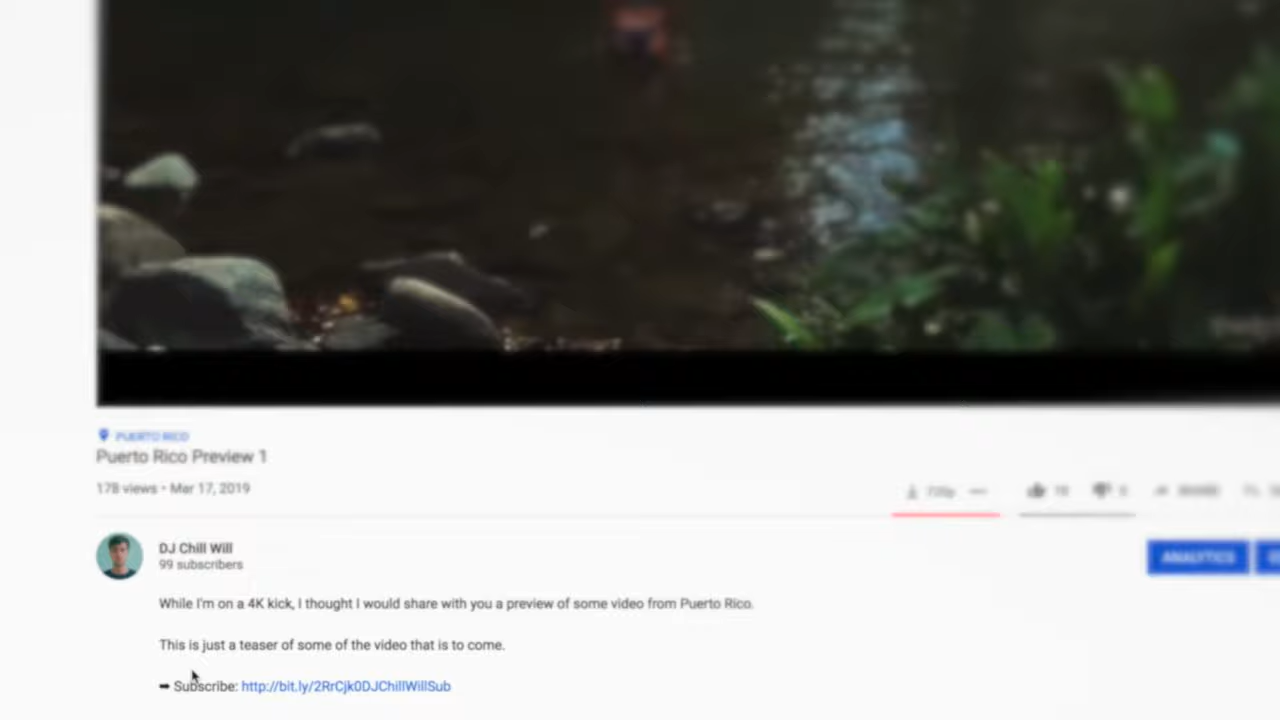 PUERTO RICO
Puerto Rico Preview 1
178 views • Mar 17, 2019
720p
SHARE
DJ Chill Will
99 subscribers
ANALYTICS
While I'm on a 4K kick, I thought I would share with you a preview of some video from Puerto Rico.
This is just a teaser of some of the video that is to come.
➡ Subscribe: http://bit.ly/2RrCjk0DJChillWillSub